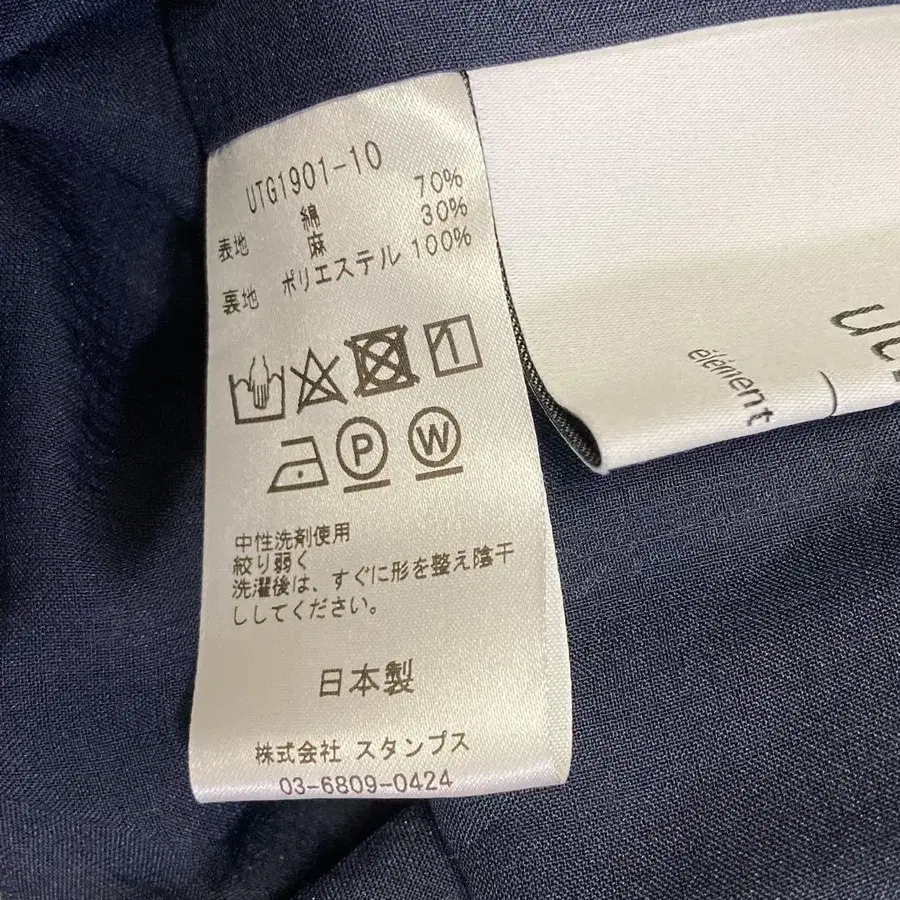 UTG1901-10
表地 綿 70%
麻 30%
裏地 ポリエステル 100%
P W
中性洗剤使用
絞り弱く
洗濯後は、すぐに形を整え陰干
ししてください。
日本製
株式会社 スタンプス
03-6809-0424
élément